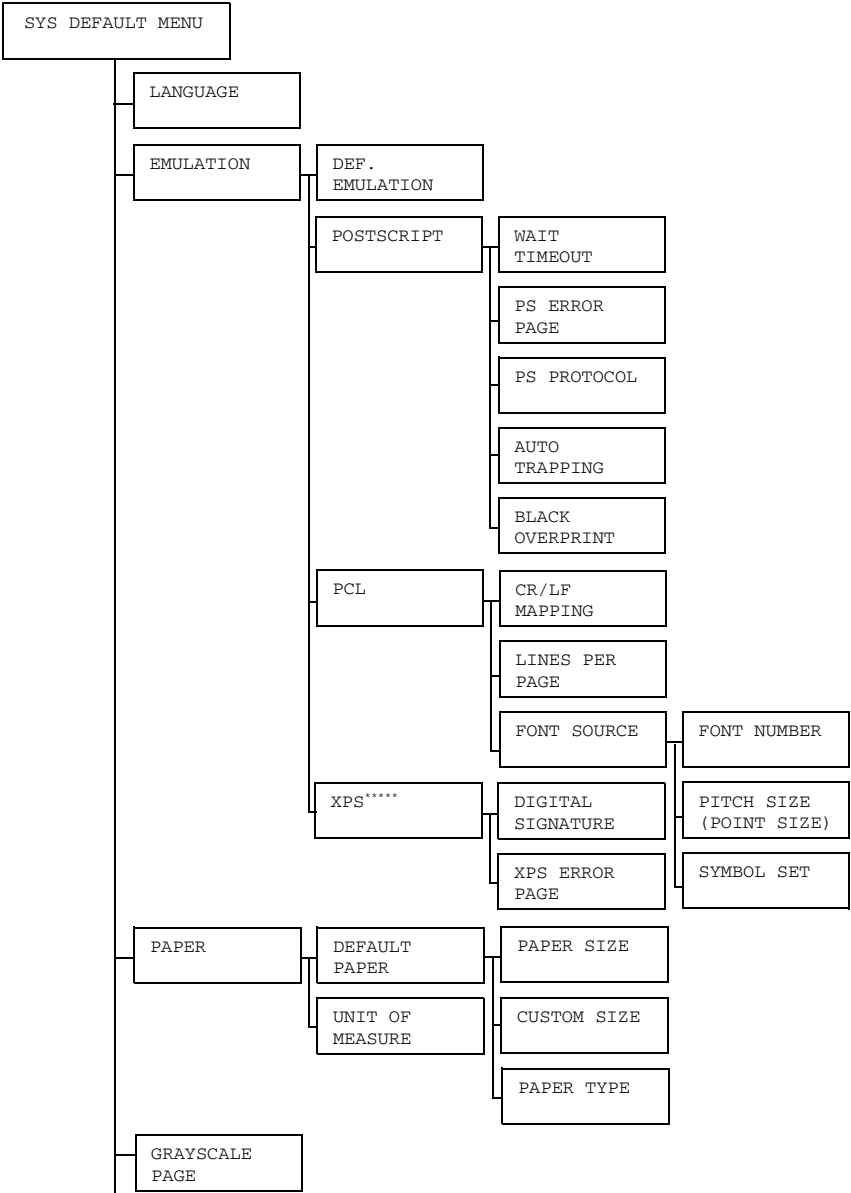 SYS DEFAULT MENU
LANGUAGE
EMULATION
DEF.
EMULATION
POSTSCRIPT
WAIT
TIMEOUT
PS ERROR
PAGE
PS PROTOCOL
AUTO
TRAPPING
BLACK
OVERPRINT
PCL
CR/LF
MAPPING
LINES PER
PAGE
FONT SOURCE
FONT NUMBER
PITCH SIZE
(POINT SIZE)
SYMBOL SET
XPS*****
DIGITAL
SIGNATURE
XPS ERROR
PAGE
PAPER
DEFAULT
PAPER
PAPER SIZE
CUSTOM SIZE
PAPER TYPE
UNIT OF
MEASURE
GRAYSCALE
PAGE